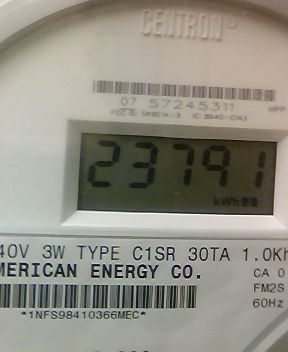 CENTRON
07 57245311
23791
kWh
40V 3W TYPE C1SR 30TA 1.0Kh
MERICAN ENERGY CO.
CA 0
FM2S
60Hz
*1NFS98410366MEC*